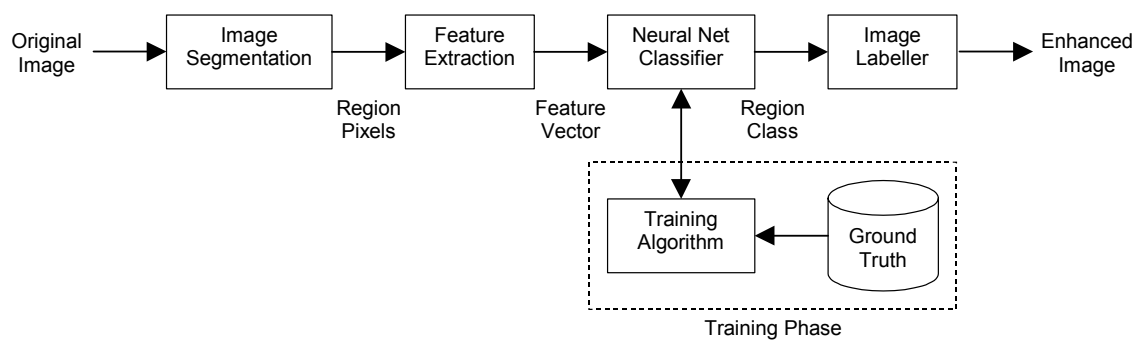 Original
Image
Image
Segmentation
Region
Pixels
Feature
Extraction
Feature
Vector
Neural Net
Classifier
Region
Class
Image
Labeller
Enhanced
Image
Training
Algorithm
Ground
Truth
Training Phase